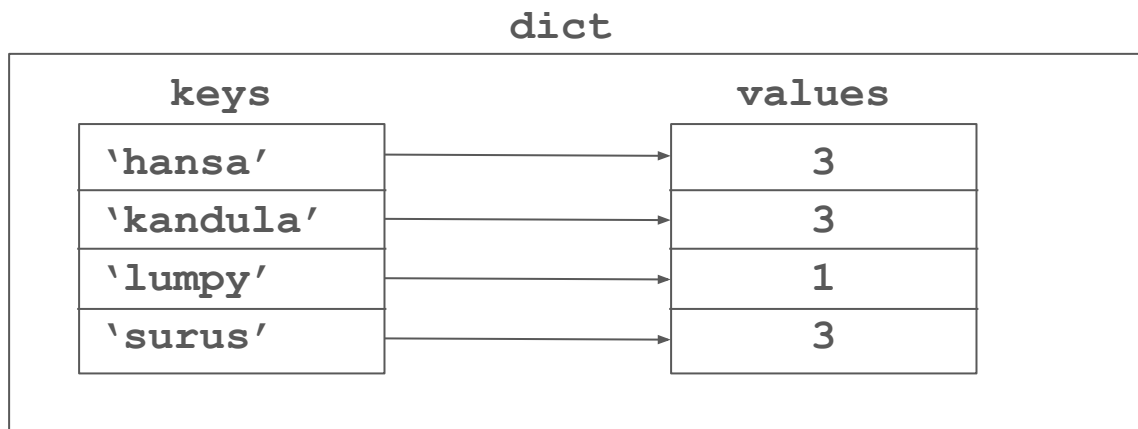 dict
keys values
‘hansa’ 3
‘kandula’ 3
‘lumpy’ 1
‘surus’ 3